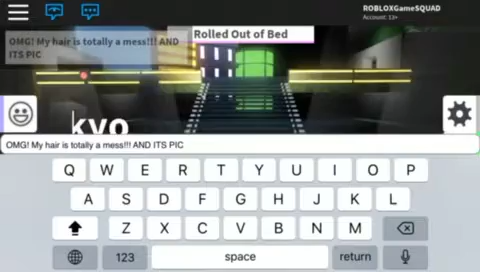 ROBLOXGameSQUAD
Account: 13+
Rolled Out of Bed
OMG! My hair is totally a mess!!! AND
ITS PIC
kyo
OMG! My hair is totally a mess!!! AND ITS PIC
Q W E R T Y U I O P
A S D F G H J K L
Z X C V B N M
123 space return